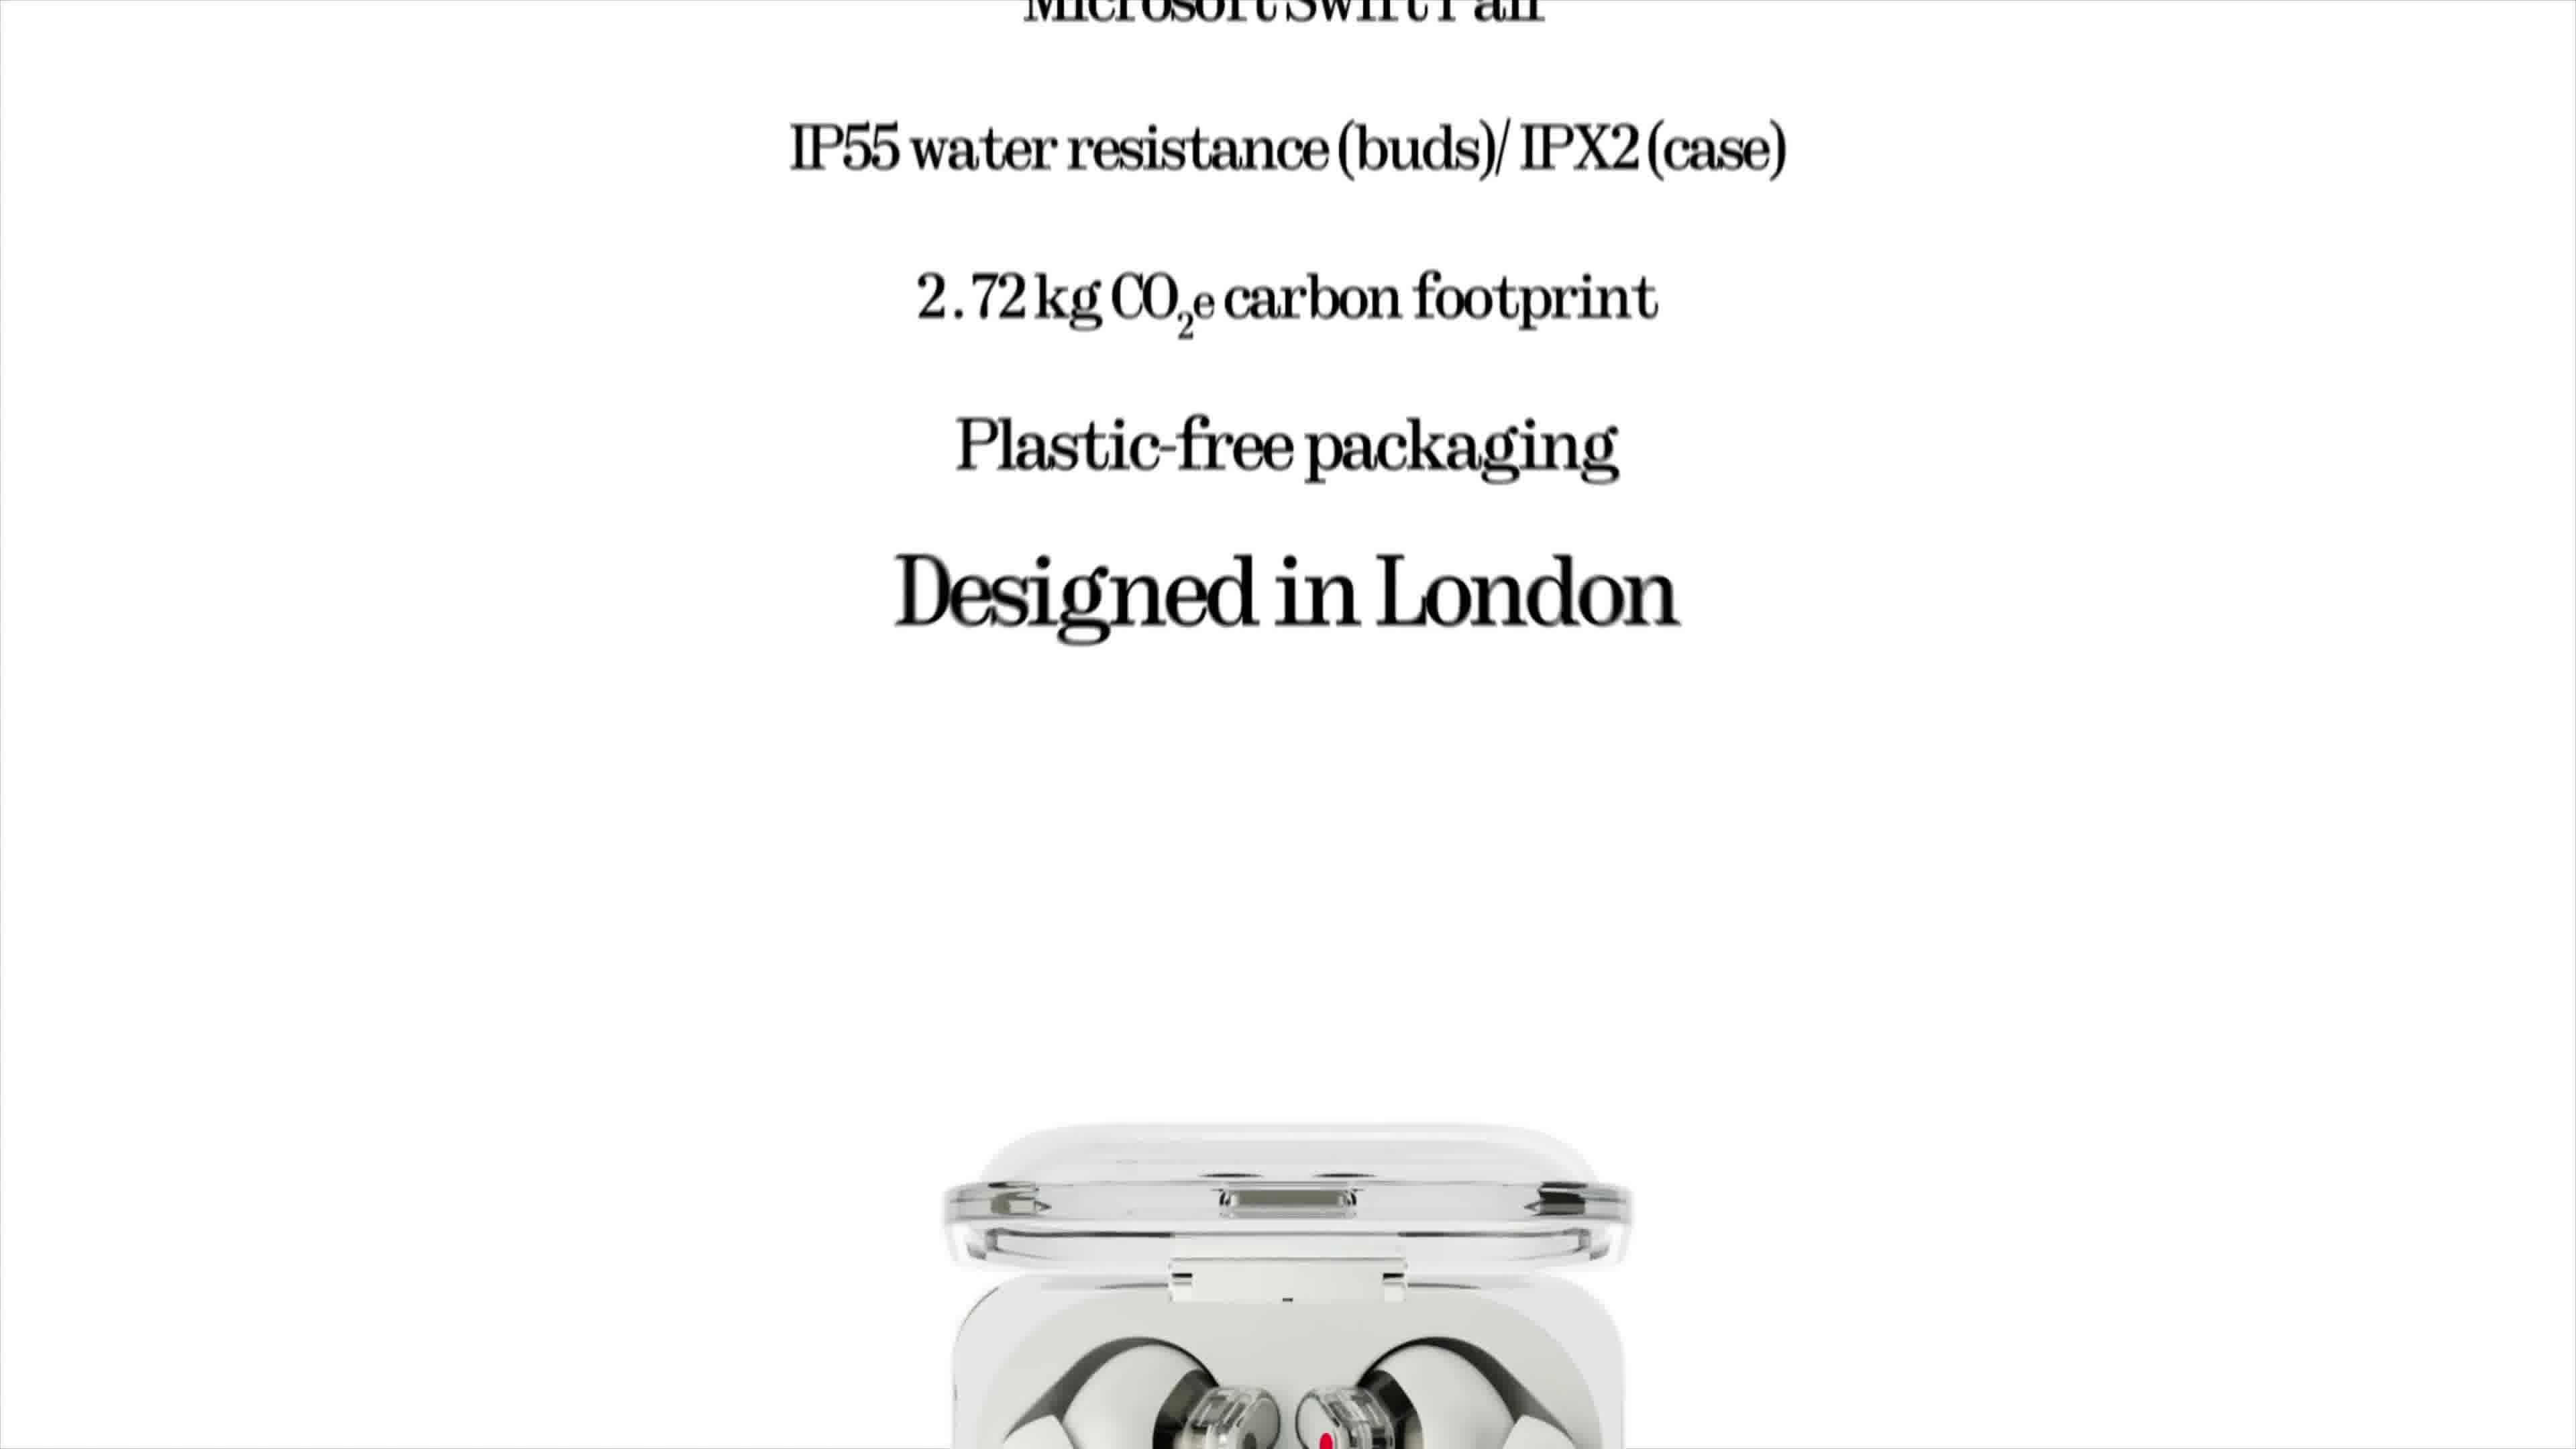 Microsoft Swift Pair
IP55 water resistance (buds)/ IPX2 (case)
2.72 kg CO₂e carbon footprint
Plastic-free packaging
Designed in London